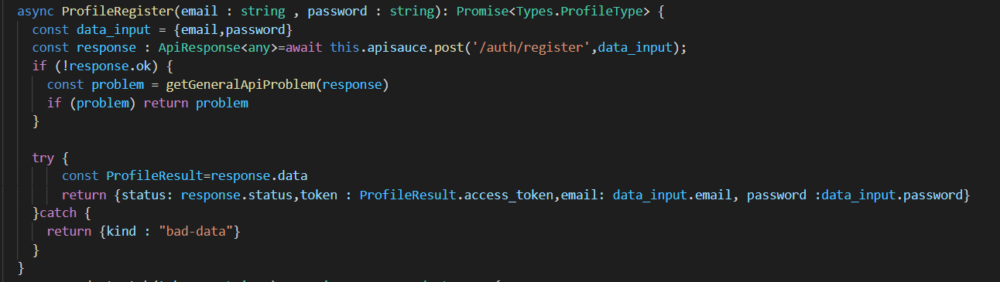 async ProfileRegister(email : string , password : string): Promise<Types.ProfileType> {
const data_input = {email,password}
const response : ApiResponse<any>=await this.apisauce.post('/auth/register',data_input);
if (!response.ok) {
const problem = getGeneralApiProblem(response)
if (problem) return problem
}
try {
const ProfileResult=response.data
return {status: response.status,token : ProfileResult.access_token,email: data_input.email, password :data_input.password}
}catch {
return {kind : "bad-data"}
}
}